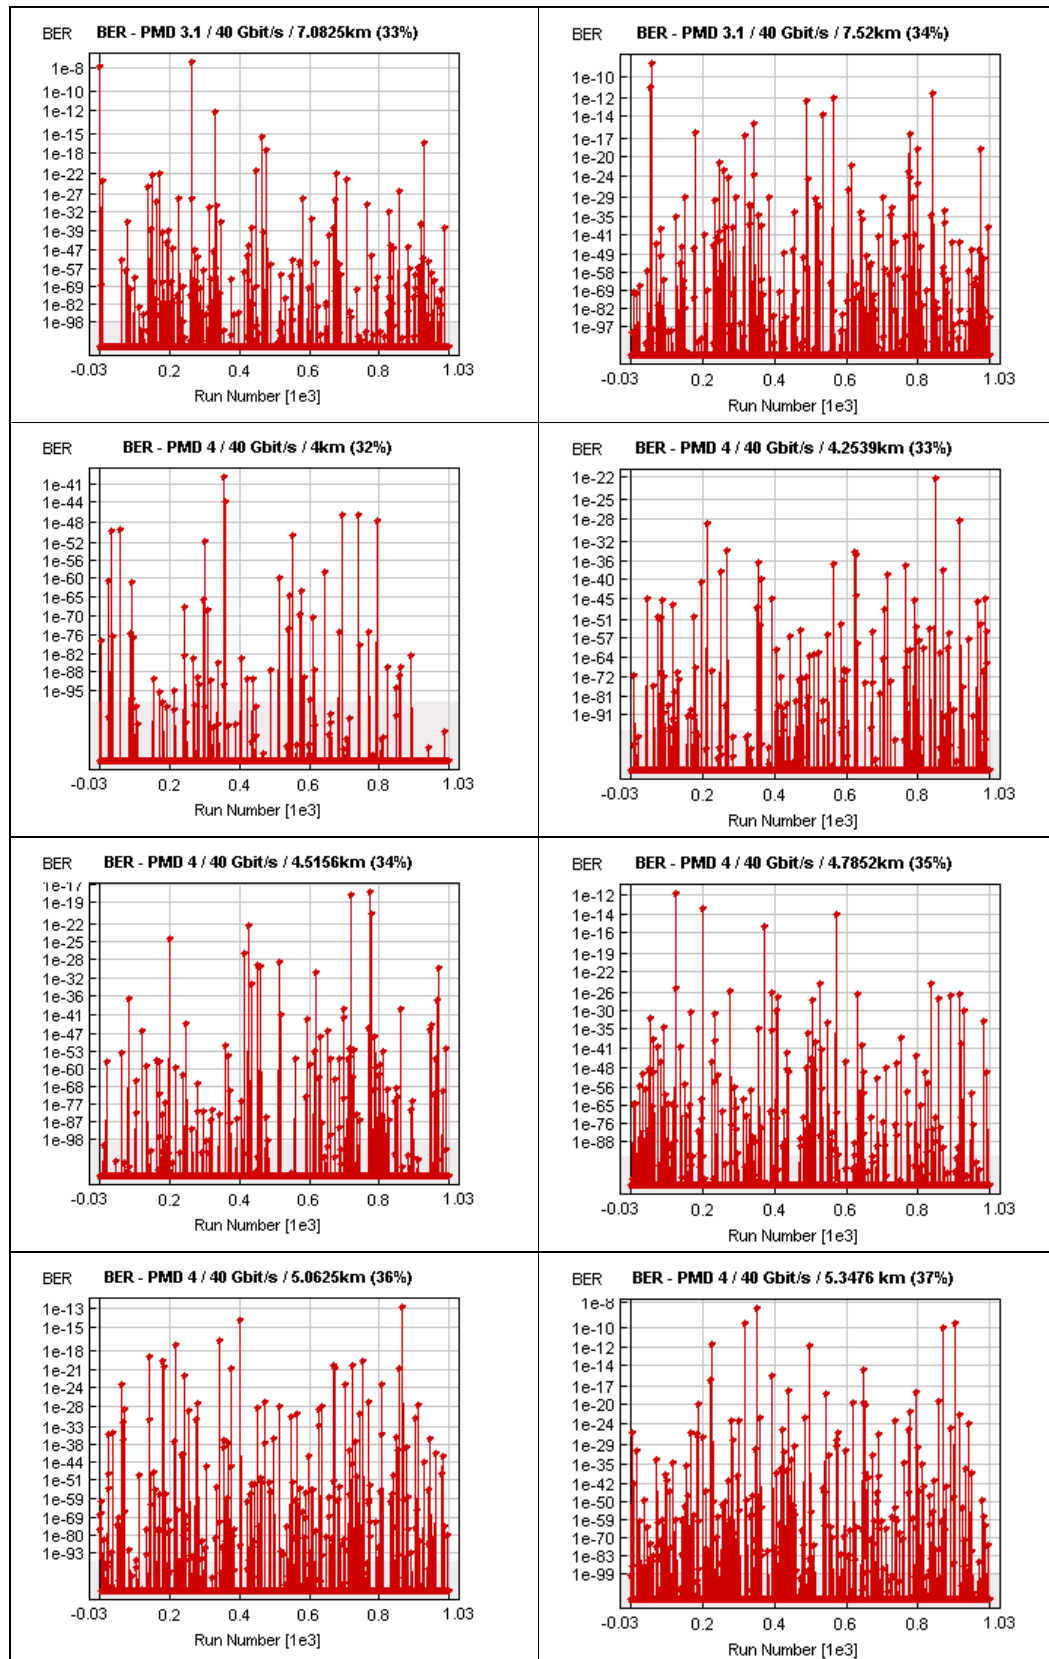 BER BER - PMD 3.1 / 40 Gbit/s / 7.0825km (33%)
1e-8
1e-10
1e-12
1e-15
1e-18
1e-22
1e-27
1e-32
1e-39
1e-47
1e-57
1e-69
1e-82
1e-98
-0.03 0.2 0.4 0.6 0.8 1.03
Run Number [1e3]
BER BER - PMD 3.1 / 40 Gbit/s / 7.52km (34%)
1e-10
1e-12
1e-14
1e-17
1e-20
1e-24
1e-29
1e-35
1e-41
1e-49
1e-58
1e-69
1e-82
1e-97
-0.03 0.2 0.4 0.6 0.8 1.03
Run Number [1e3]
BER BER - PMD 4 / 40 Gbit/s / 4km (32%)
1e-41
1e-44
1e-48
1e-52
1e-56
1e-60
1e-65
1e-70
1e-76
1e-82
1e-88
1e-95
-0.03 0.2 0.4 0.6 0.8 1.03
Run Number [1e3]
BER BER - PMD 4 / 40 Gbit/s / 4.2539km (33%)
1e-22
1e-25
1e-28
1e-32
1e-36
1e-40
1e-45
1e-51
1e-57
1e-64
1e-72
1e-81
1e-91
-0.03 0.2 0.4 0.6 0.8 1.03
Run Number [1e3]
BER BER - PMD 4 / 40 Gbit/s / 4.5156km (34%)
1e-17
1e-19
1e-22
1e-25
1e-28
1e-32
1e-36
1e-41
1e-47
1e-53
1e-60
1e-68
1e-77
1e-87
1e-98
-0.03 0.2 0.4 0.6 0.8 1.03
Run Number [1e3]
BER BER - PMD 4 / 40 Gbit/s / 4.7852km (35%)
1e-12
1e-14
1e-16
1e-19
1e-22
1e-26
1e-30
1e-35
1e-41
1e-48
1e-56
1e-65
1e-76
1e-88
-0.03 0.2 0.4 0.6 0.8 1.03
Run Number [1e3]
BER BER - PMD 4 / 40 Gbit/s / 5.0625km (36%)
1e-13
1e-15
1e-18
1e-21
1e-24
1e-28
1e-33
1e-38
1e-44
1e-51
1e-59
1e-69
1e-80
1e-93
-0.03 0.2 0.4 0.6 0.8 1.03
Run Number [1e3]
BER BER - PMD 4 / 40 Gbit/s / 5.3476 km (37%)
1e-8
1e-10
1e-12
1e-14
1e-17
1e-20
1e-24
1e-29
1e-35
1e-42
1e-50
1e-59
1e-70
1e-83
1e-99
-0.03 0.2 0.4 0.6 0.8 1.03
Run Number [1e3]